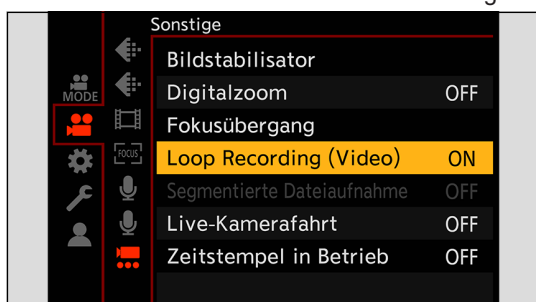 Sonstige
Bildstabilisator
MODE
Digitalzoom OFF
Fokusübergang
FOCUS
Loop Recording (Video) ON
Segmentierte Dateiaufnahme OFF
Live-Kamerafahrt OFF
Zeitstempel in Betrieb OFF